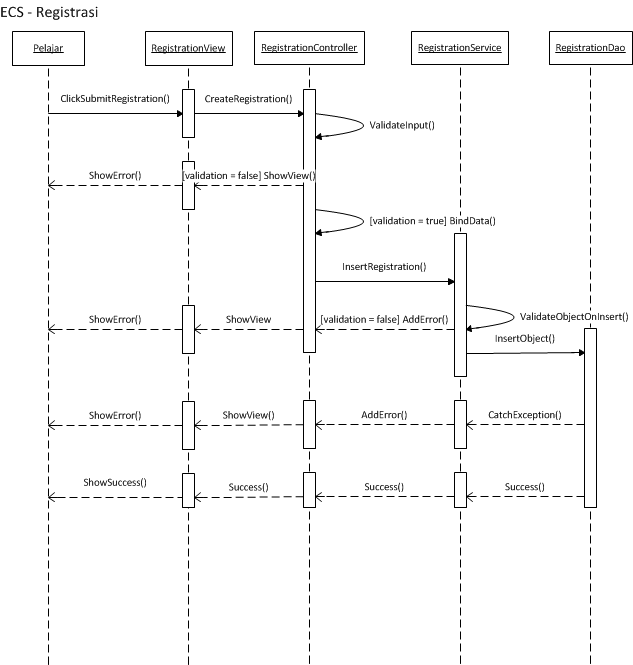 ECS - Registrasi
Pelajar
RegistrationView
RegistrationController
RegistrationService
RegistrationDao
ClickSubmitRegistration()
CreateRegistration()
ValidateInput()
ShowError()
[validation = false] ShowView()
[validation = true] BindData()
InsertRegistration()
ShowError()
ShowView
[validation = false] AddError()
ValidateObjectOnInsert()
InsertObject()
ShowError()
ShowView()
AddError()
CatchException()
ShowSuccess()
Success()
Success()
Success()